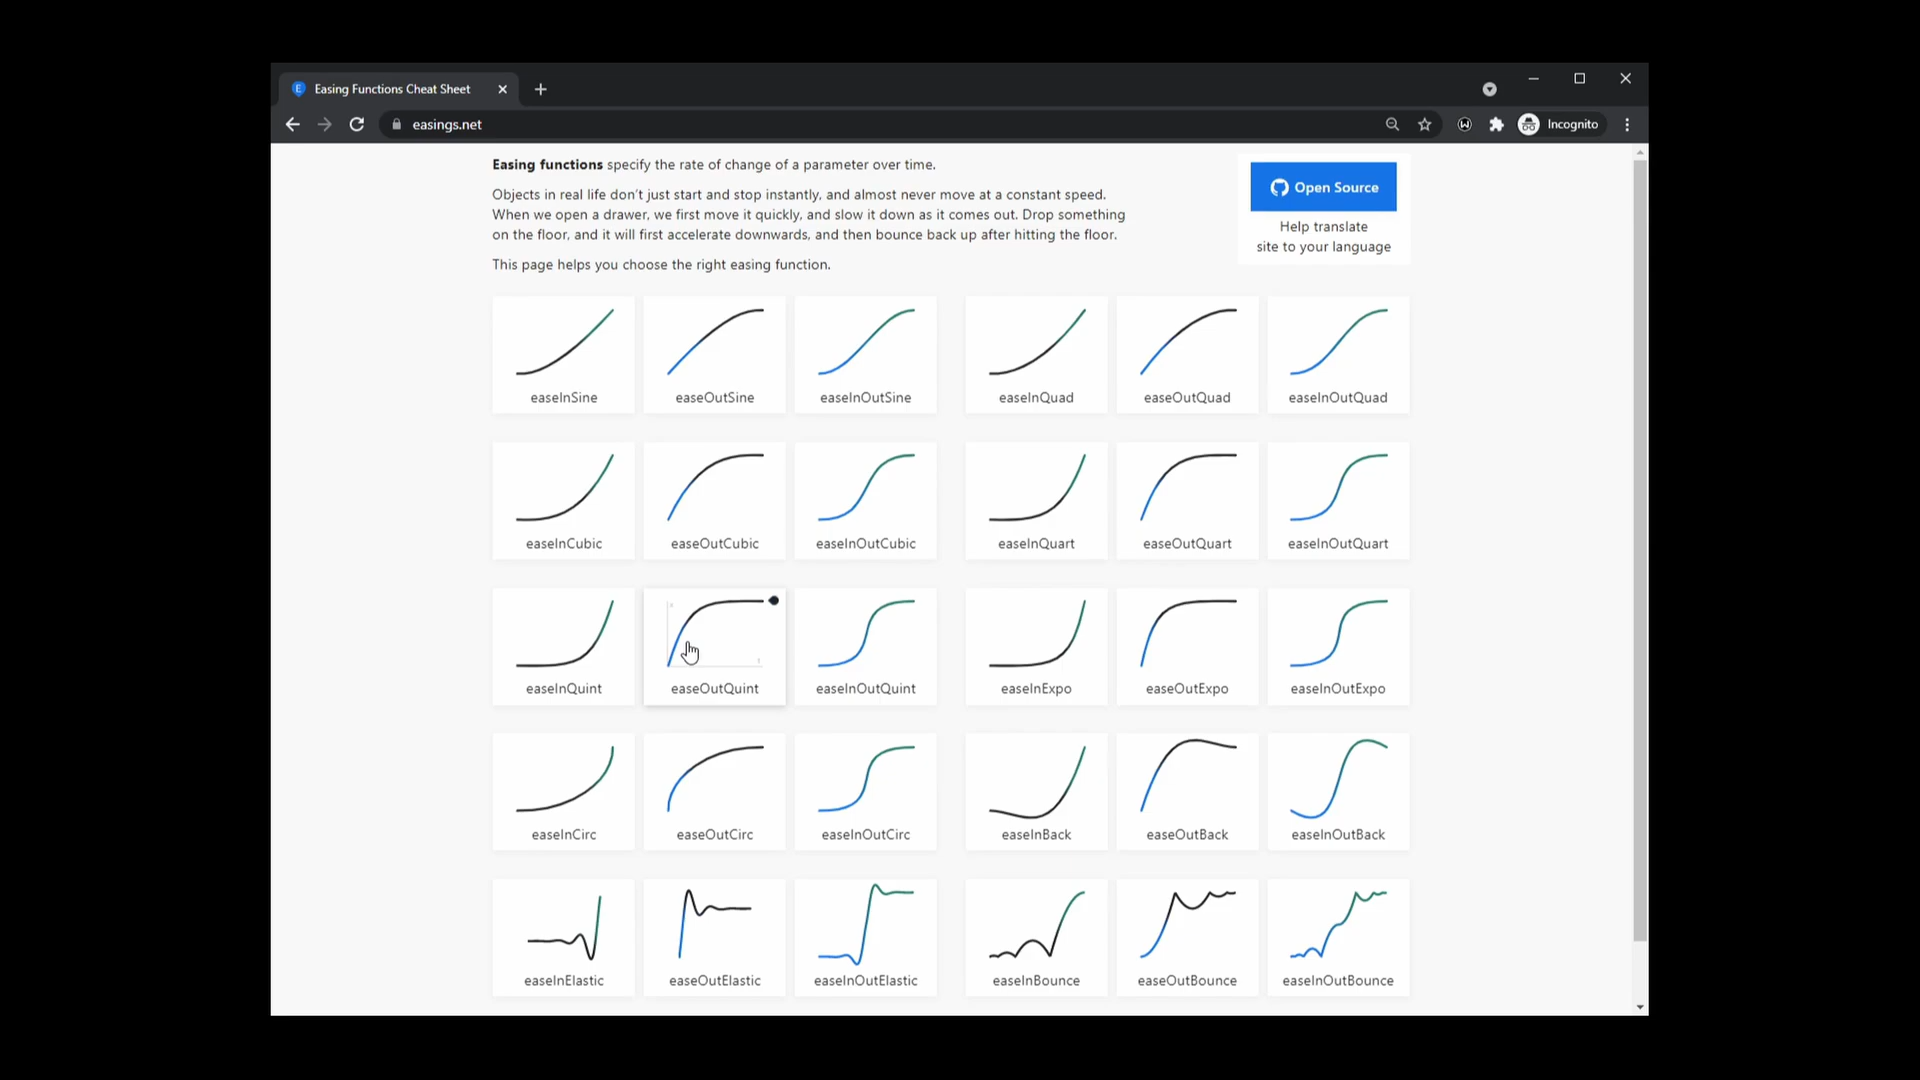 Easing Functions Cheat Sheet
easings.net
Incognito
Easing functions specify the rate of change of a parameter over time.
Objects in real life don't just start and stop instantly, and almost never move at a constant speed.
When we open a drawer, we first move it quickly, and slow it down as it comes out. Drop something
on the floor, and it will first accelerate downwards, and then bounce back up after hitting the floor.
This page helps you choose the right easing function.
Open Source
Help translate
site to your language
easeInSine easeOutSine easeInOutSine easeInQuad easeOutQuad easeInOutQuad
easeInCubic easeOutCubic easeInOutCubic easeInQuart easeOutQuart easeInOutQuart
easeInQuint easeOutQuint easeInOutQuint easeInExpo easeOutExpo easeInOutExpo
easeInCirc easeOutCirc easeInOutCirc easeInBack easeOutBack easeInOutBack
easeInElastic easeOutElastic easeInOutElastic easeInBounce easeOutBounce easeInOutBounce